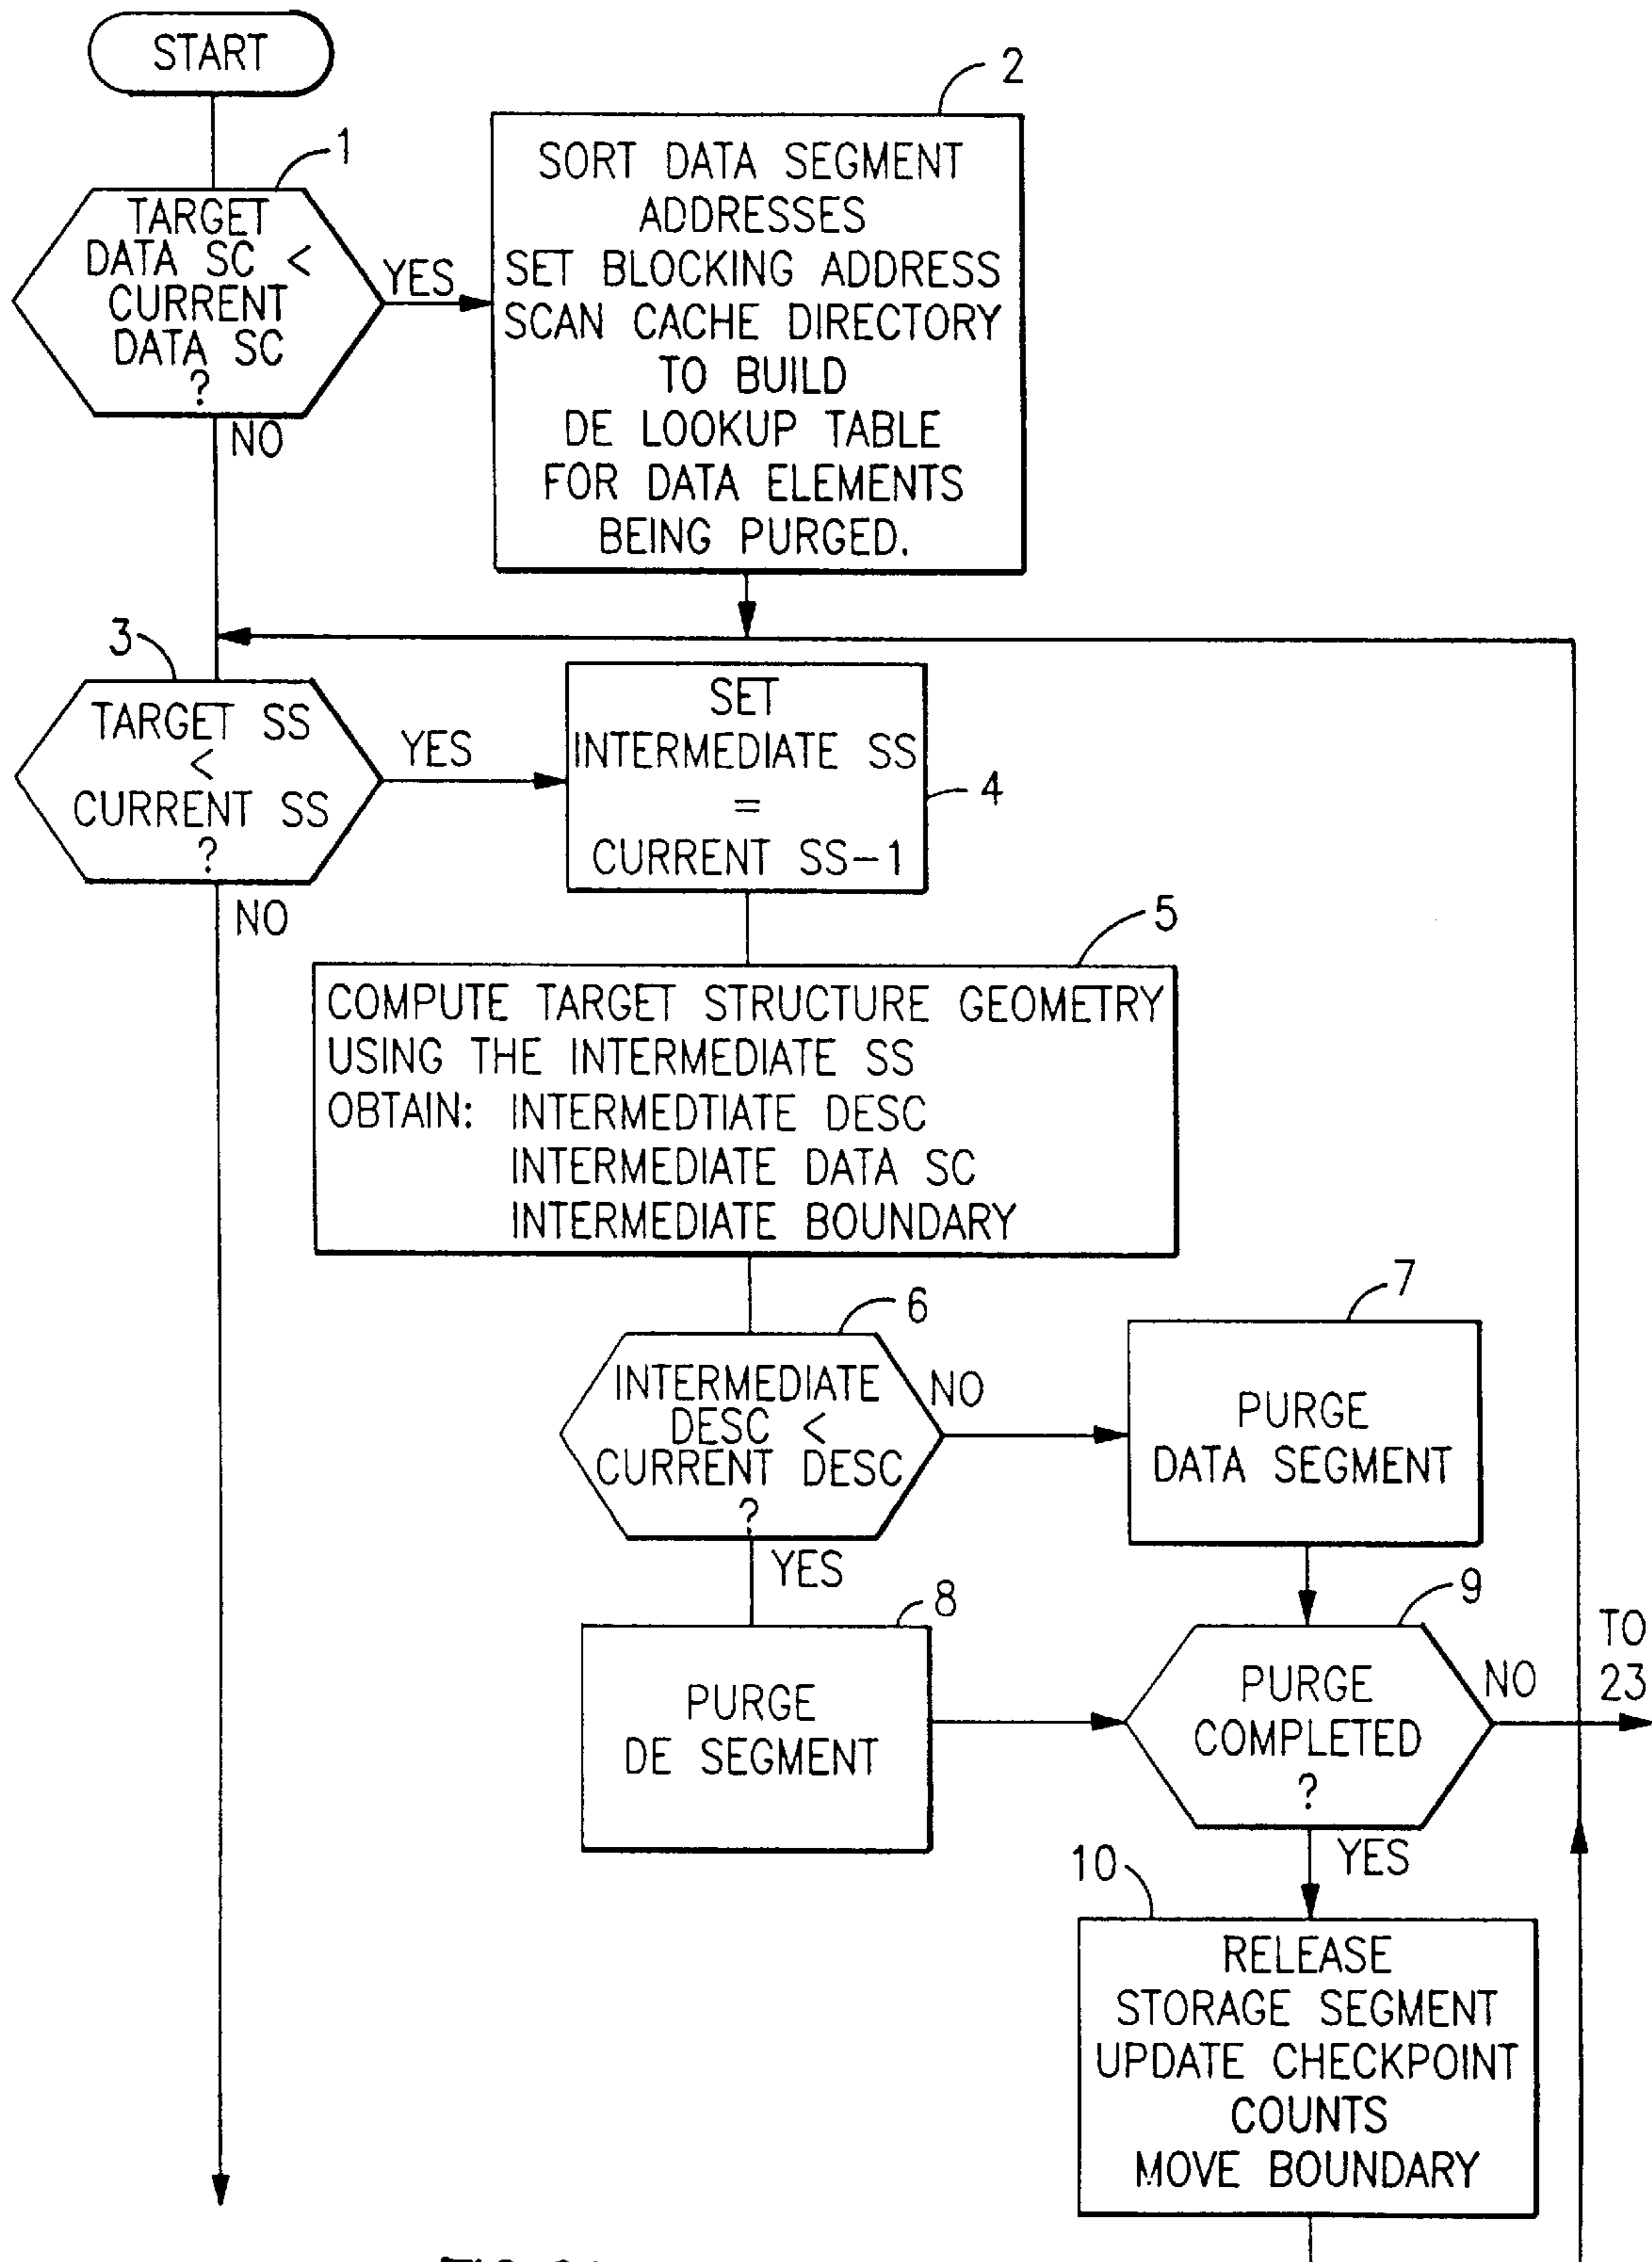 START
1
TARGET
DATA SC <
CURRENT
DATA SC
?
YES
NO
2
SORT DATA SEGMENT
ADDRESSES
SET BLOCKING ADDRESS
SCAN CACHE DIRECTORY
TO BUILD
DE LOOKUP TABLE
FOR DATA ELEMENTS
BEING PURGED.
3
TARGET SS
<
CURRENT SS
?
YES
NO
SET
INTERMEDIATE SS
=
CURRENT SS-1
4
5
COMPUTE TARGET STRUCTURE GEOMETRY
USING THE INTERMEDIATE SS
OBTAIN: INTERMEDTIATE DESC
INTERMEDIATE DATA SC
INTERMEDIATE BOUNDARY
6
INTERMEDIATE
DESC <
CURRENT DESC
?
NO
YES
7
PURGE
DATA SEGMENT
8
PURGE
DE SEGMENT
9
PURGE
COMPLETED
?
NO
TO
23
YES
10
RELEASE
STORAGE SEGMENT
UPDATE CHECKPOINT
COUNTS
MOVE BOUNDARY